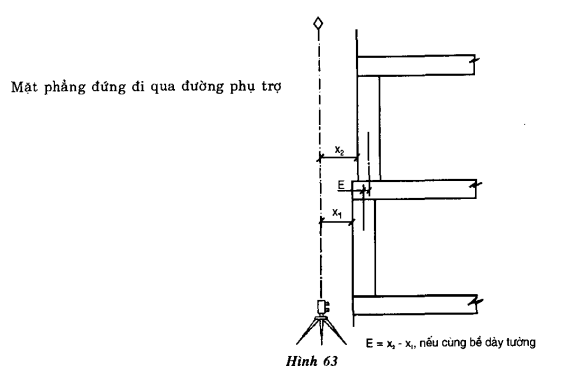 Mặt phẳng đứng đi qua đường phụ trợ
x₂
E
x₁
E = x₂ - x₁, nếu cùng bề dày tường
Hình 63